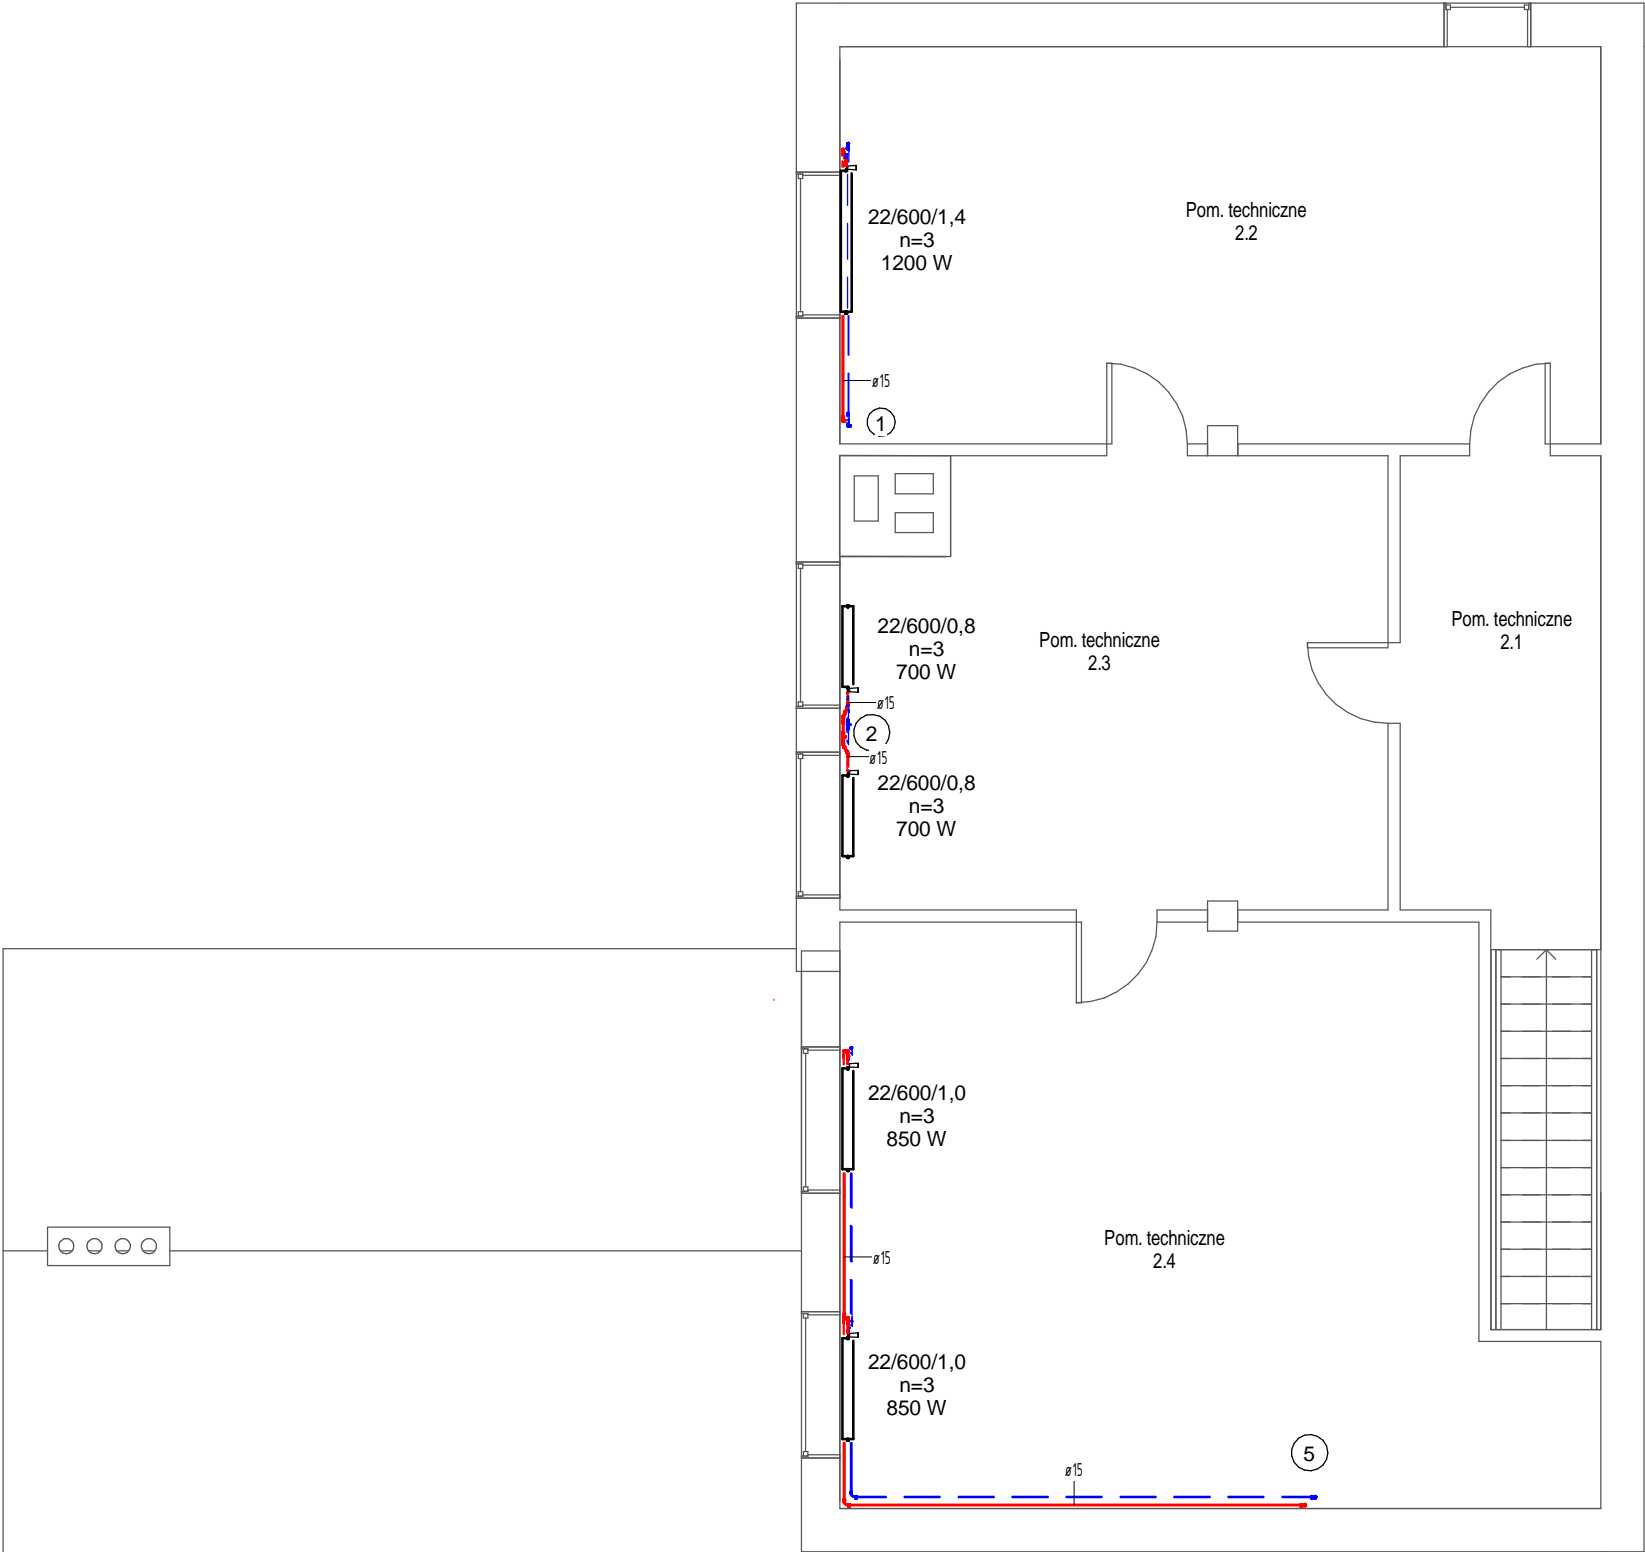 22/600/1,4
n=3
1200 W
Pom. techniczne
2.2
ø15
1
22/600/0,8
n=3
700 W
Pom. techniczne
2.3
Pom. techniczne
2.1
ø15
2
ø15
22/600/0,8
n=3
700 W
22/600/1,0
n=3
850 W
ø15
Pom. techniczne
2.4
22/600/1,0
n=3
850 W
5
ø15